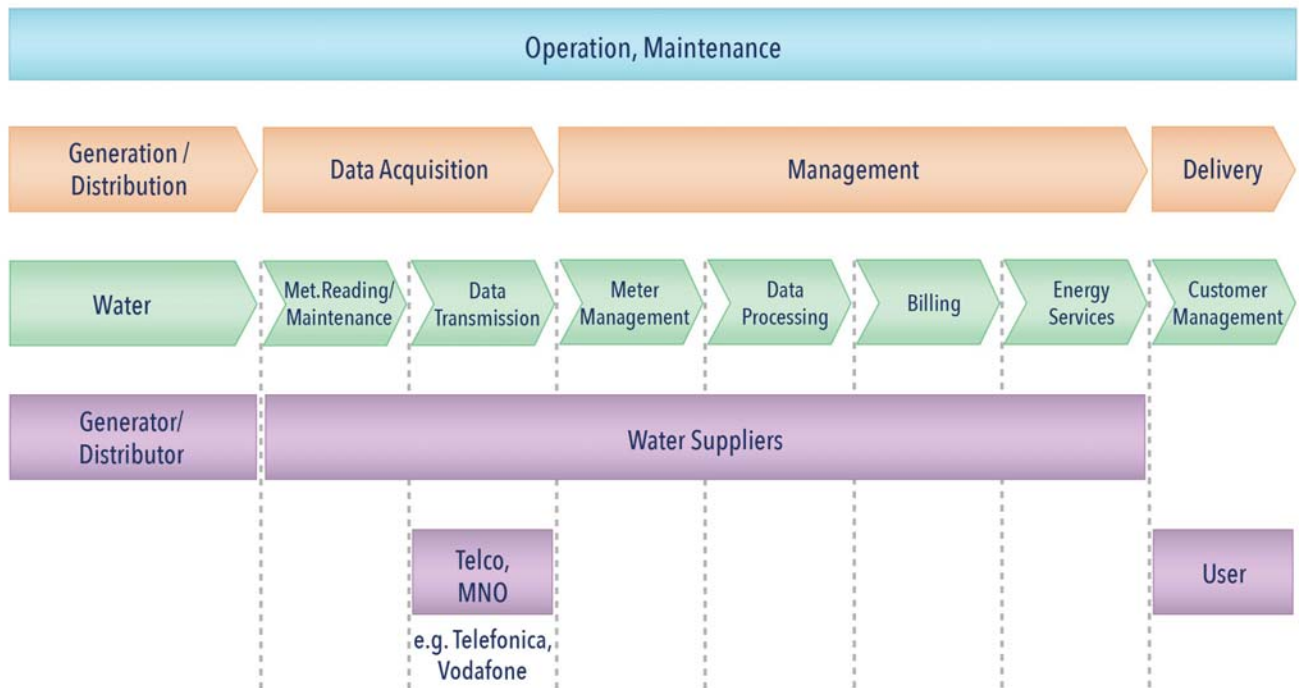 Operation, Maintenance
Generation /
Distribution
Data Acquisition
Management
Delivery
Water
Met.Reading/
Maintenance
Data
Transmission
Meter
Management
Data
Processing
Billing
Energy
Services
Customer
Management
Generator/
Distributor
Water Suppliers
Telco,
MNO
e.g. Telefonica,
Vodafone
User